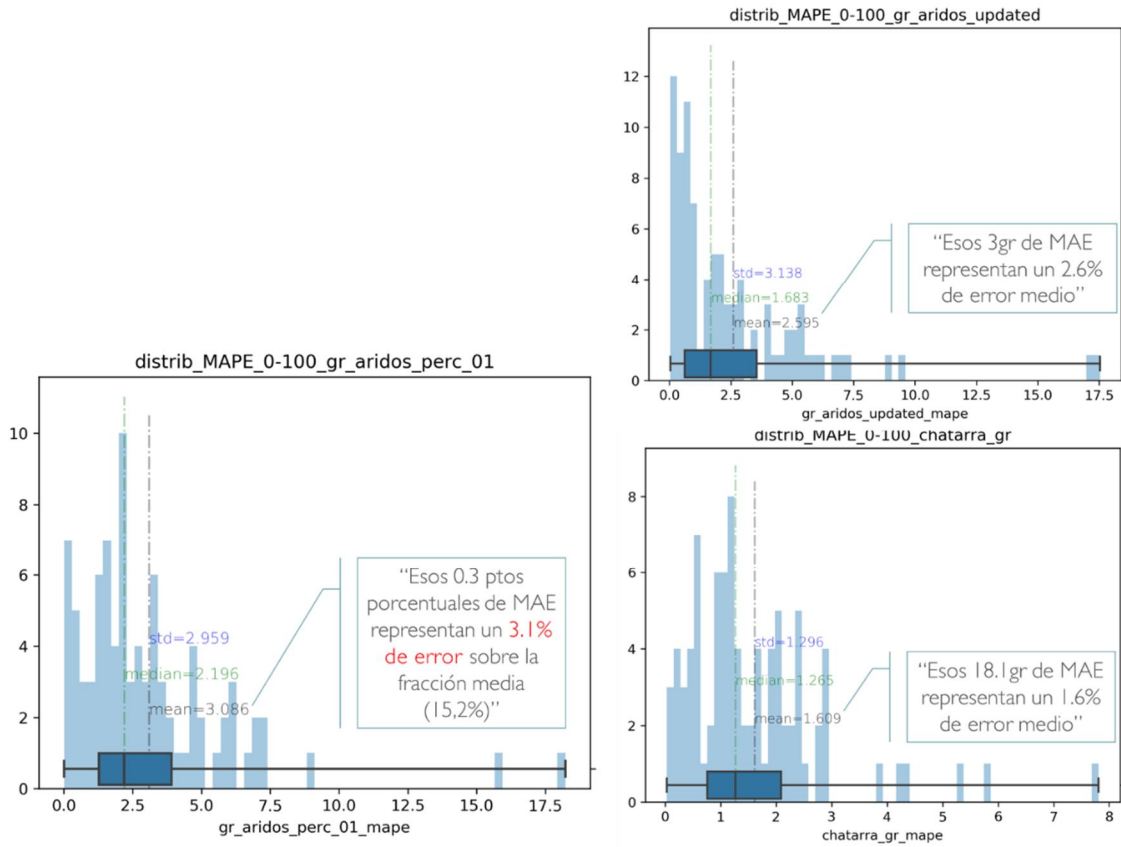 distrib_MAPE_0-100_gr_aridos_updated
12
10
8
6
4
2
0
std=3.138
median=1.683
mean=2.595
“Esos 3gr de MAE
representan un 2.6%
de error medio”
0.0
2.5
5.0
7.5
10.0
12.5
15.0
17.5
gr_aridos_updated_mape
distrib_MAPE_0-100_gr_aridos_perc_01
10
8
6
4
2
0
std=2.959
median=2.196
mean=3.086
“Esos 0.3 ptos
porcentuales de MAE
representan un 3.1%
de error sobre la
fracción media
(15,2%)”
0.0
2.5
5.0
7.5
10.0
12.5
15.0
17.5
gr_aridos_perc_01_mape
distrib_MAPE_0-100_chatarra_gr
8
6
4
2
0
std=1.296
median=1.265
mean=1.609
“Esos 18.1gr de MAE
representan un 1.6%
de error medio”
0
1
2
3
4
5
6
7
8
chatarra_gr_mape